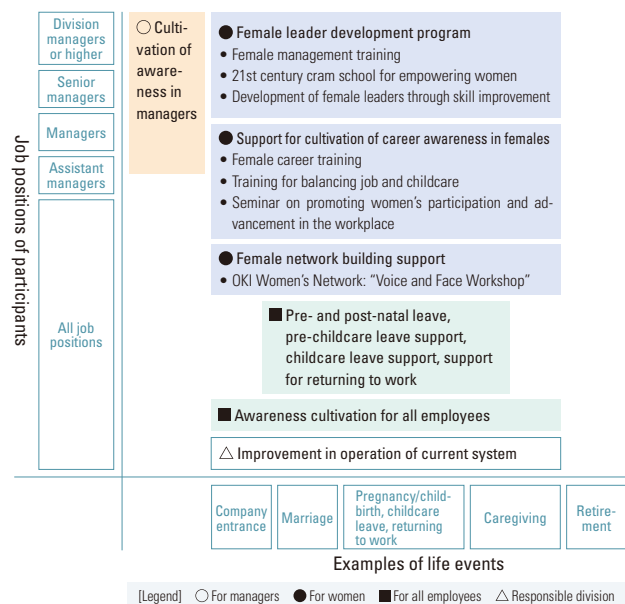 Job positions of participants
Division
managers
or higher
Senior
managers
Managers
Assistant
managers
All job
positions
○ Culti-
vation of
aware-
ness in
managers
● Female leader development program
• Female management training
• 21st century cram school for empowering women
• Development of female leaders through skill improvement
● Support for cultivation of career awareness in females
• Female career training
• Training for balancing job and childcare
• Seminar on promoting women's participation and ad-
vancement in the workplace
● Female network building support
• OKI Women's Network: “Voice and Face Workshop”
■ Pre- and post-natal leave,
pre-childcare leave support,
childcare leave support, support
for returning to work
■ Awareness cultivation for all employees
△ Improvement in operation of current system
Company
entrance
Marriage
Pregnancy/child-
birth, childcare
leave, returning
to work
Caregiving
Retire-
ment
Examples of life events
[Legend] ○ For managers ● For women ■ For all employees △ Responsible division